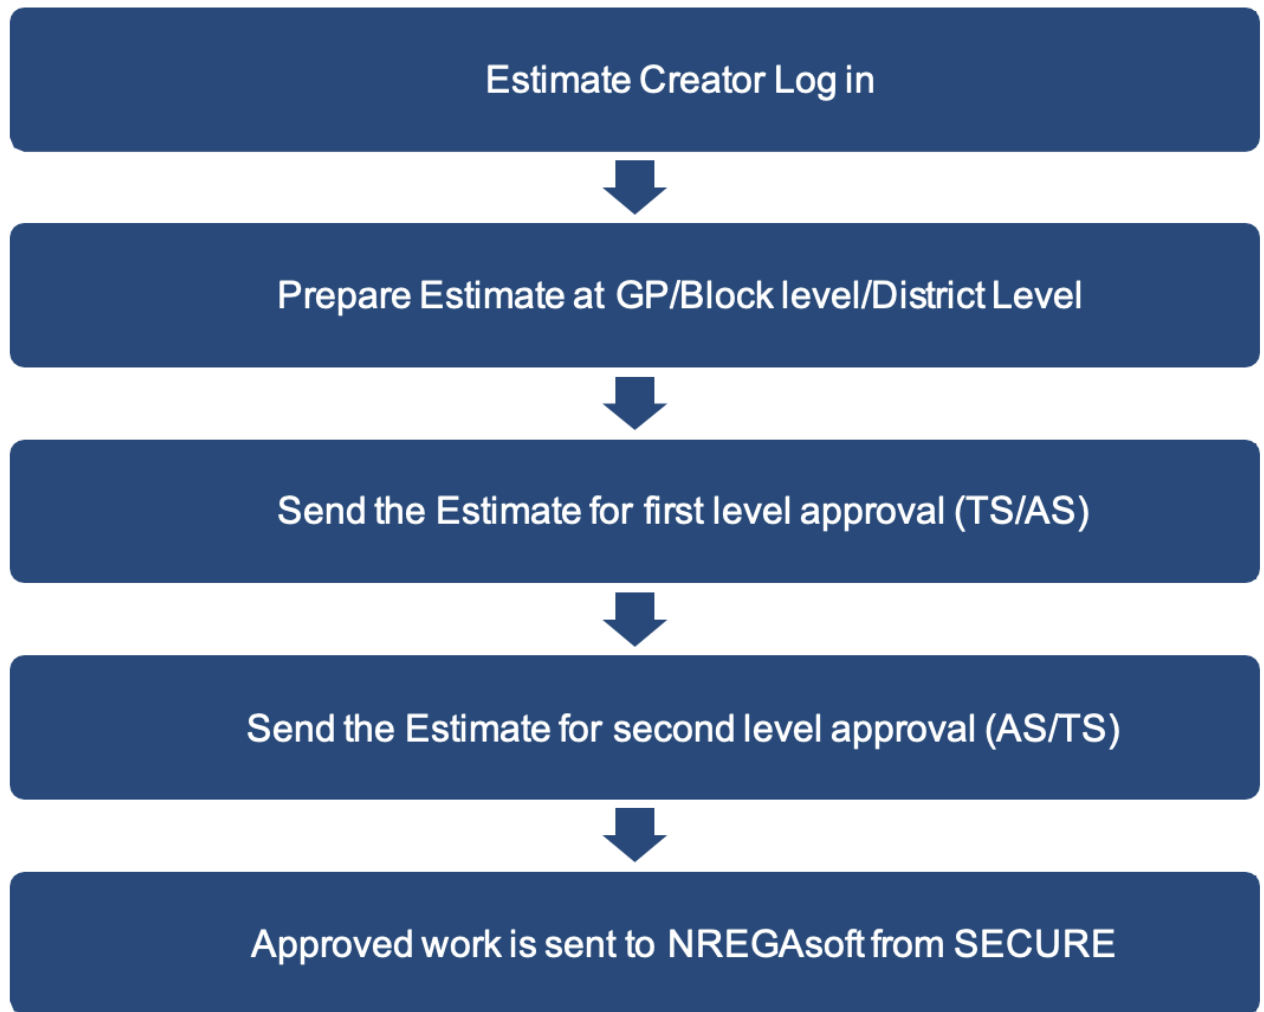 Estimate Creator Log in
Prepare Estimate at GP/Block level/District Level
Send the Estimate for first level approval (TS/AS)
Send the Estimate for second level approval (AS/TS)
Approved work is sent to NREGAsoft from SECURE